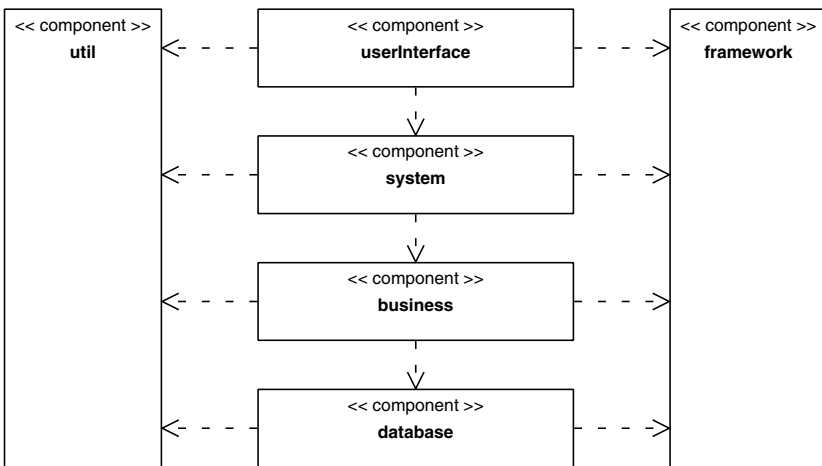 << component >>
util
<< component >>
userInterface
<< component >>
framework
<< component >>
system
<< component >>
business
<< component >>
database